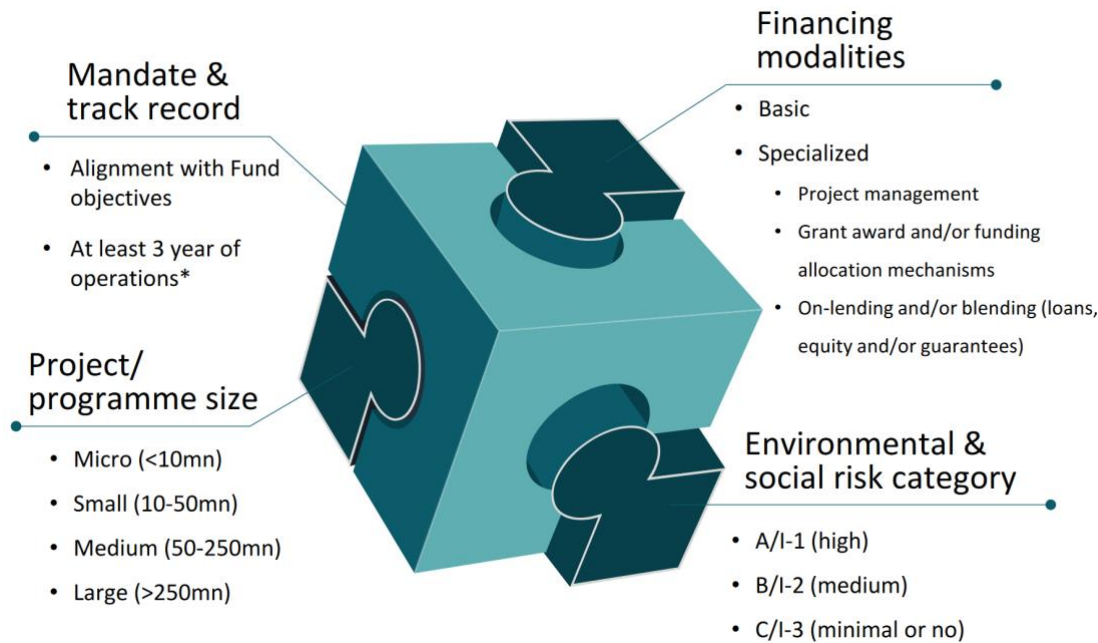 Mandate &
track record
• Alignment with Fund
objectives
• At least 3 year of
operations*
Financing
modalities
• Basic
• Specialized
• Project management
• Grant award and/or funding
allocation mechanisms
• On-lending and/or blending (loans,
equity and/or guarantees)
Project/
programme size
• Micro (<10mn)
• Small (10-50mn)
• Medium (50-250mn)
• Large (>250mn)
Environmental &
social risk category
• A/I-1 (high)
• B/I-2 (medium)
• C/I-3 (minimal or no)